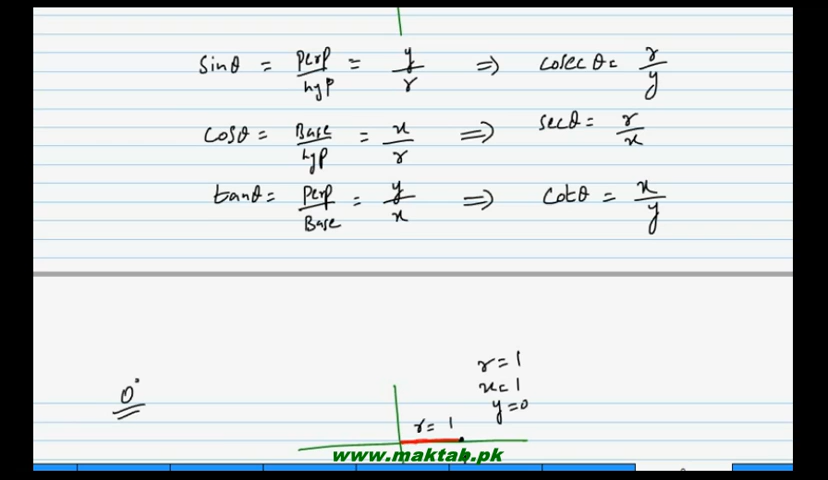 sinθ = perp/hyp = y/r ⇒ cosec θ = r/y
cosθ = Base/hyp = x/r ⇒ secθ = r/x
tanθ = perp/Base = y/x ⇒ cotθ = x/y
r = 1
x = 1
0°
y = 0
r = 1
www.maktab.pk